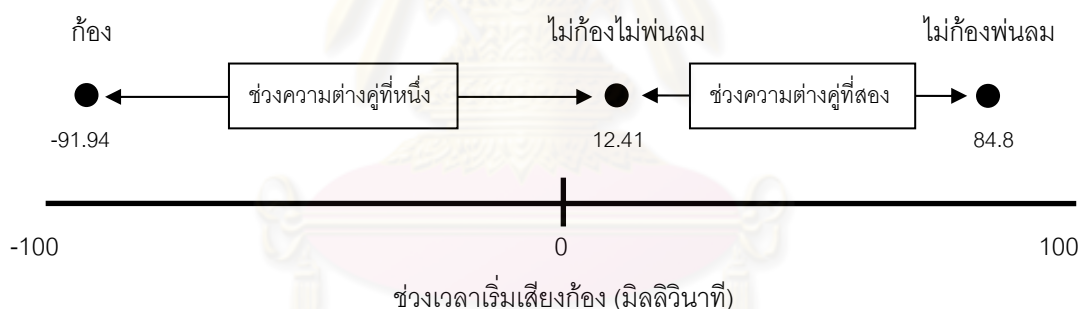 ก้อง ไม่ก้องไม่พ่นลม ไม่ก้องพ่นลม
ช่วงความต่างคู่ที่หนึ่ง ช่วงความต่างคู่ที่สอง
-91.94 12.41 84.8
-100 0 100
ช่วงเวลาเริ่มเสียงก้อง (มิลลิวินาที)